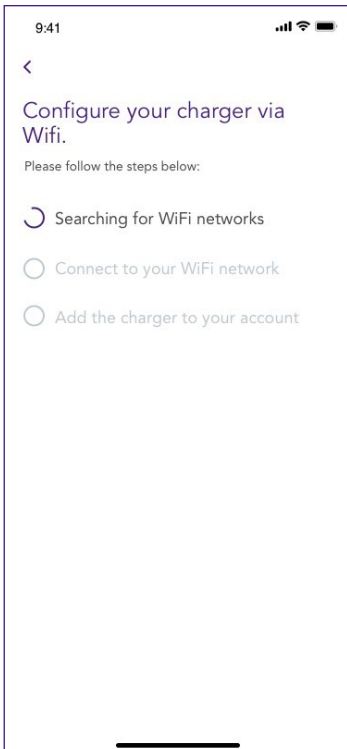 9:41
Configure your charger via
Wifi.
Please follow the steps below:
Searching for WiFi networks
Connect to your WiFi network
Add the charger to your account